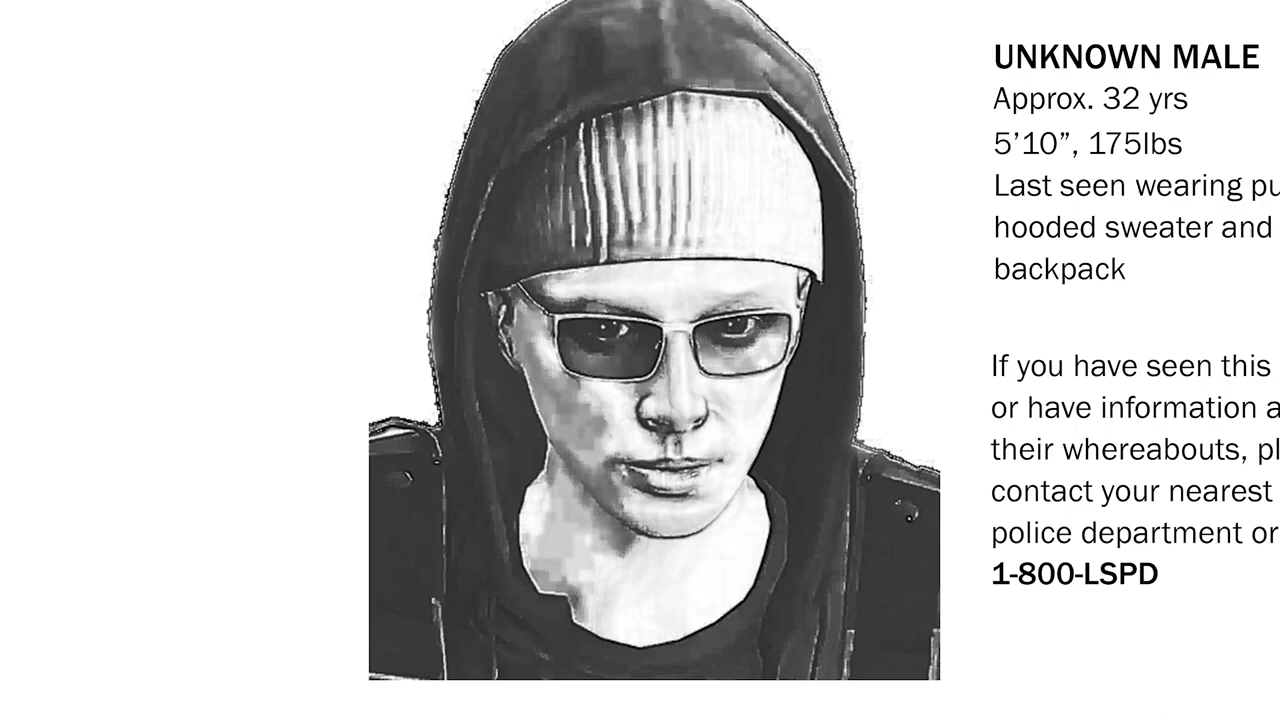 UNKNOWN MALE
Approx. 32 yrs
5’10”, 175lbs
Last seen wearing
hooded sweater and
backpack
If you have seen this
or have information
their whereabouts,
contact your nearest
police department or
1-800-LSPD